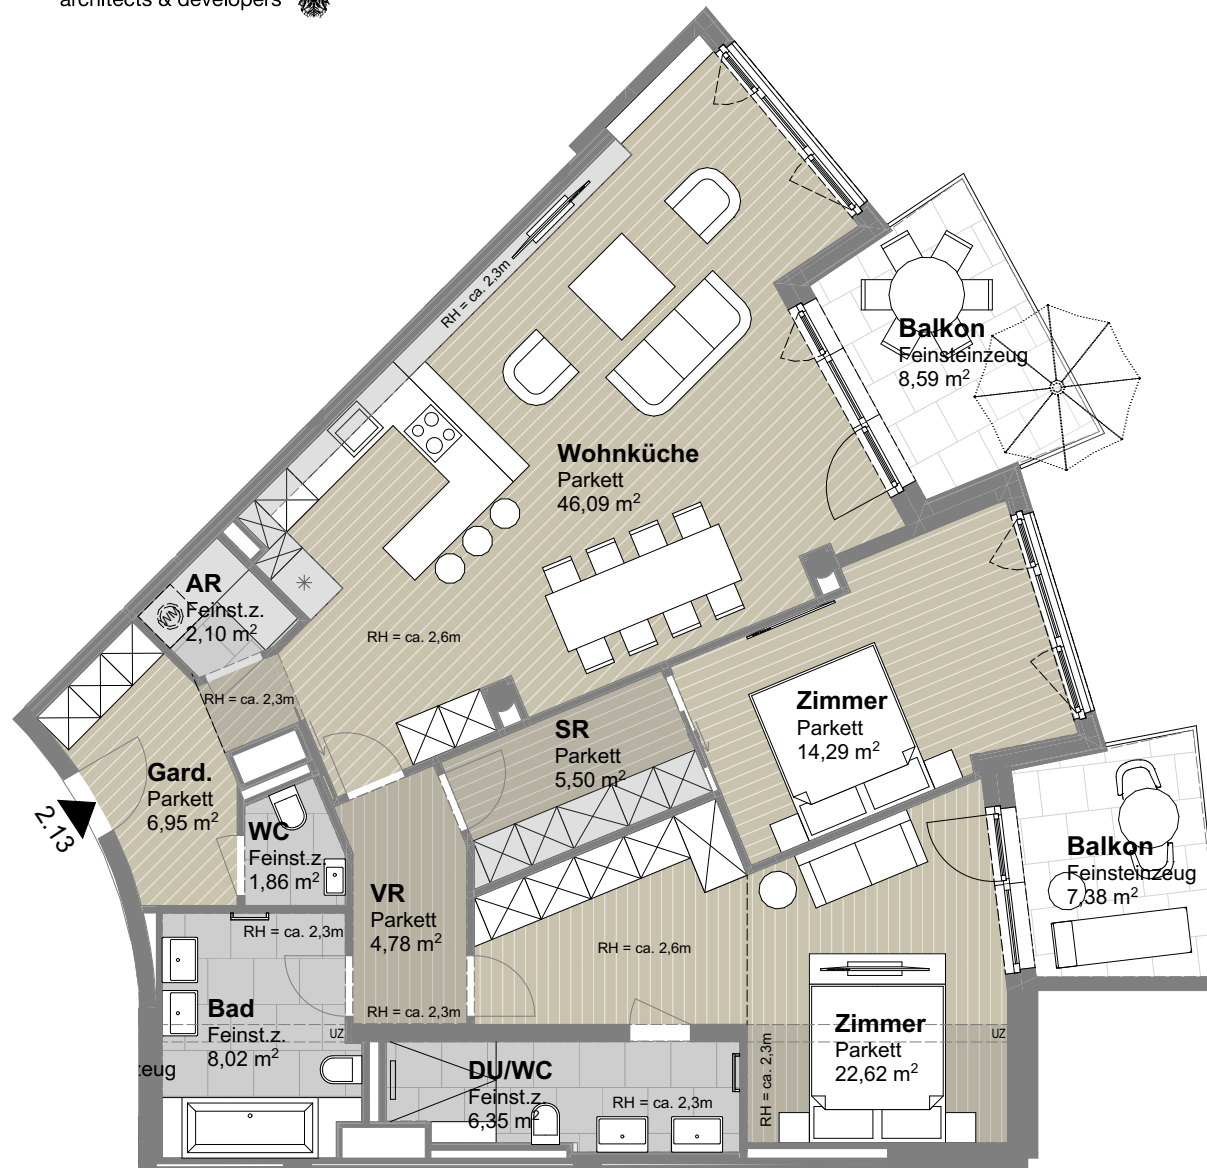 architects & developers
RH = ca. 2,3m
Balkon
Feinsteinzeug
8,59 m²
Wohnküche
Parkett
46,09 m²
AR
Feinst.z.
2,10 m²
WM
RH = ca. 2,6m
RH = ca. 2,3m
Zimmer
Parkett
14,29 m²
SR
Parkett
5,50 m²
Gard.
Parkett
6,95 m²
2.13
WC
Feinst.z.
1,86 m²
Balkon
Feinsteinzeug
7,38 m²
VR
Parkett
4,78 m²
RH = ca. 2,3m
RH = ca. 2,6m
Bad
Feinst.z.
8,02 m²
RH = ca. 2,3m
UZ
Zimmer
Parkett
22,62 m²
UZ
zeug
DU/WC
Feinst.z.
6,35 m²
RH = ca. 2,3m
RH = ca. 2,3m